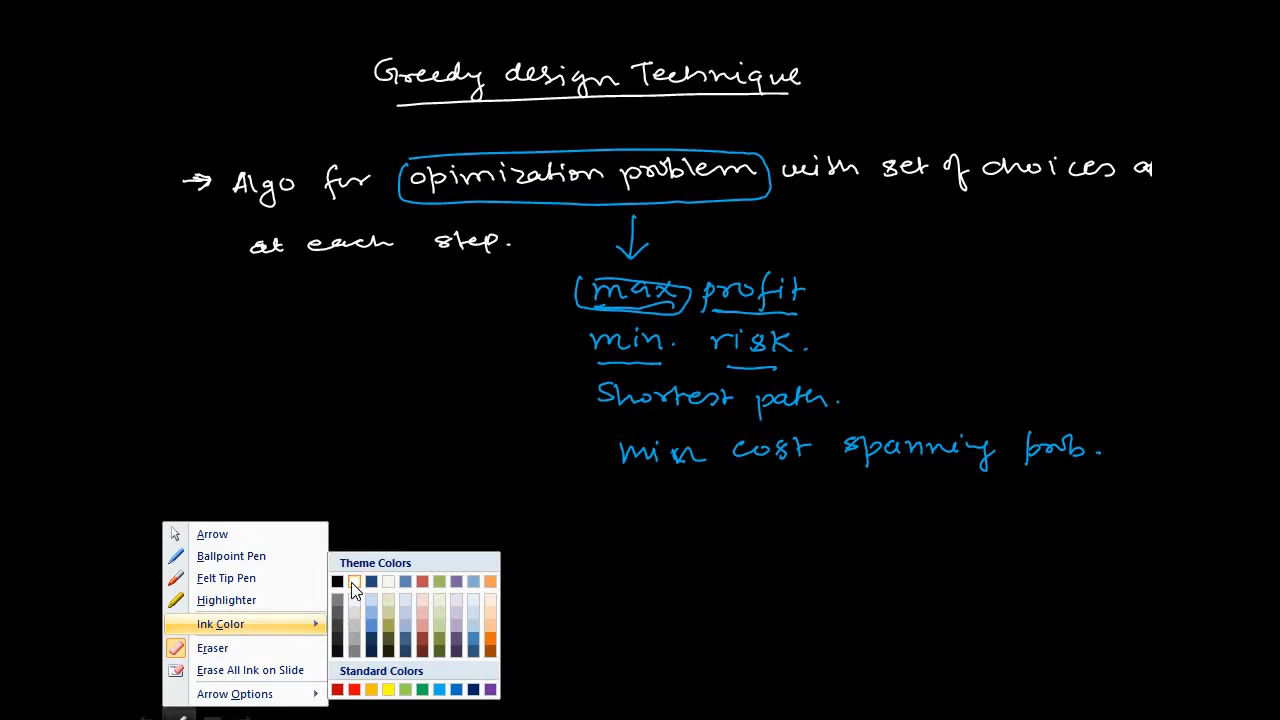 Greedy design Technique
→ Algo for opimization problem with set of choices a
at each step.
max profit
min. risk.
Shortest path.
min cost spanning prob.
Arrow
Ballpoint Pen
Felt Tip Pen
Highlighter
Ink Color
Eraser
Erase All Ink on Slide
Arrow Options
Theme Colors
Standard Colors